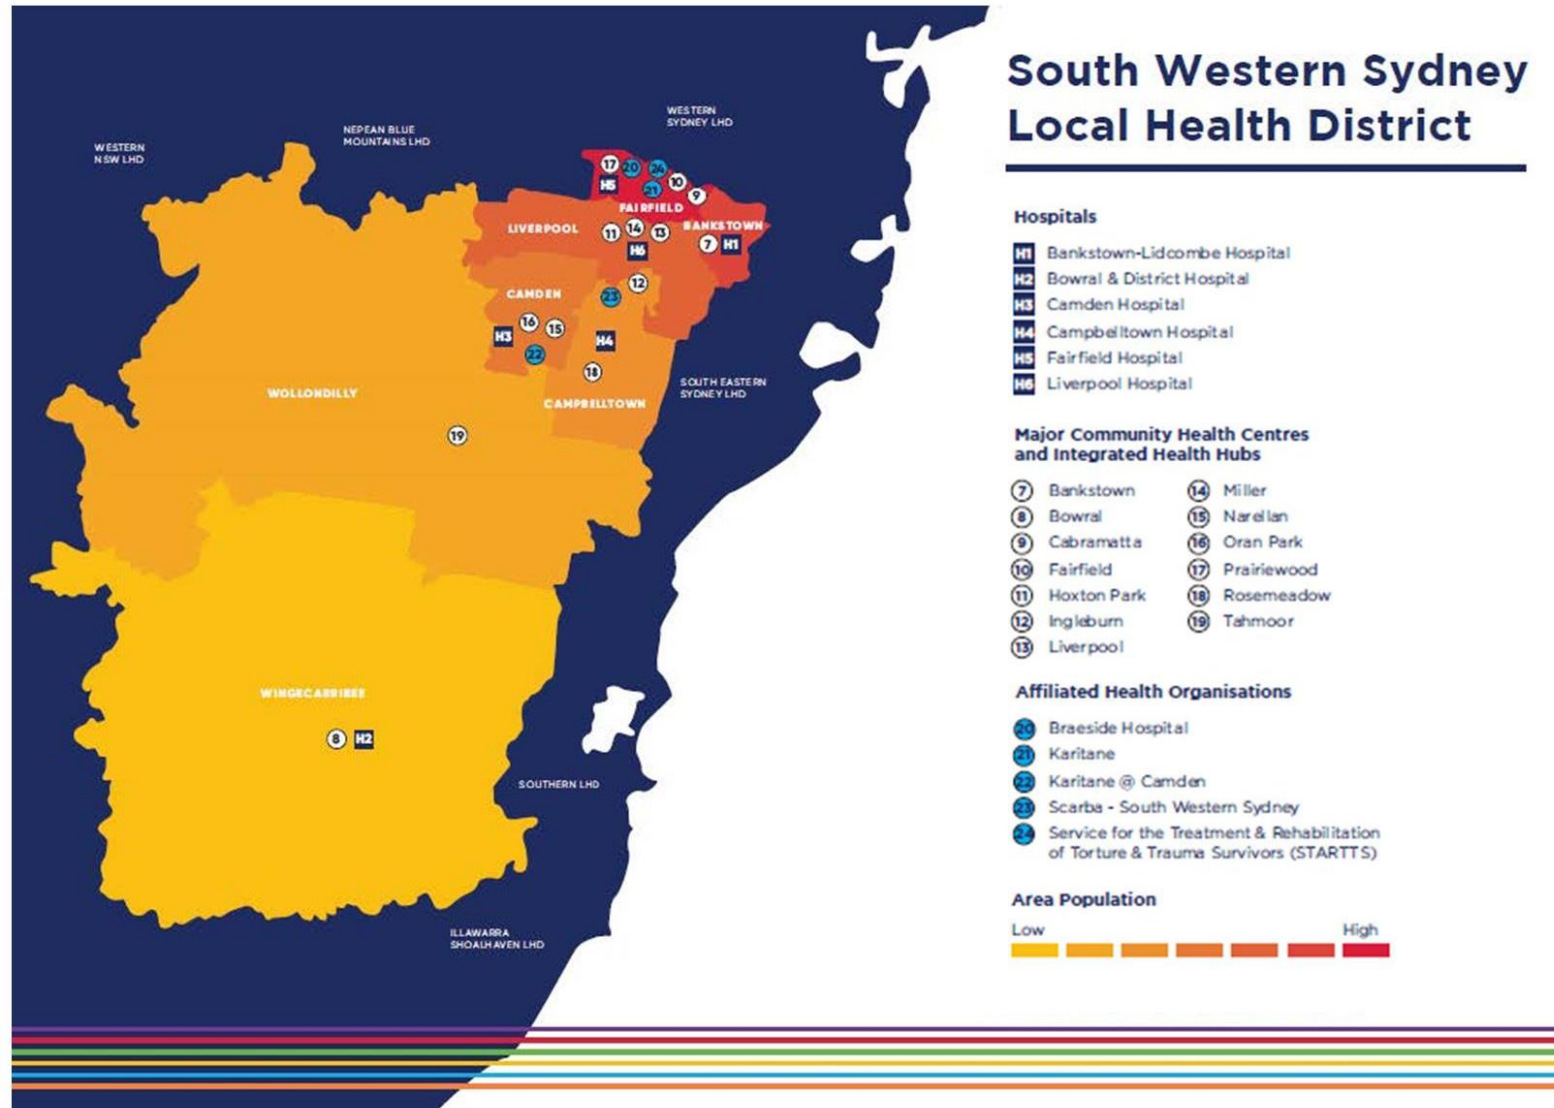 South Western Sydney
Local Health District
WESTERN
NSW LHD
NEPEAN BLUE
MOUNTAINS LHD
WESTERN
SYDNEY LHD
17
20
24
H5
21
10
9
FAIRFIELD
LIVERPOOL
11
14
13
BANKSTOWN
H6
7
H1
12
CAMDEN
23
16
15
H3
H4
22
18
SOUTH EASTERN
SYDNEY LHD
WOLLONDILLY
CAMPBELLTOWN
19
WINGECARRIBEE
8
H2
SOUTHERN LHD
ILLAWARRA
SHOALHAVEN LHD
Hospitals
H1 Bankstown-Lidcombe Hospital
H2 Bowral & District Hospital
H3 Camden Hospital
H4 Campbelltown Hospital
H5 Fairfield Hospital
H6 Liverpool Hospital
Major Community Health Centres
and Integrated Health Hubs
7 Bankstown
8 Bowral
9 Cabramatta
10 Fairfield
11 Hoxton Park
12 Ingleburn
13 Liverpool
14 Miller
15 Narellan
16 Oran Park
17 Prairiewood
18 Rosemeadow
19 Tahmoor
Affiliated Health Organisations
20 Braeside Hospital
21 Karitane
22 Karitane @ Camden
23 Scarba - South Western Sydney
24 Service for the Treatment & Rehabilitation
of Torture & Trauma Survivors (STARTTS)
Area Population
Low High